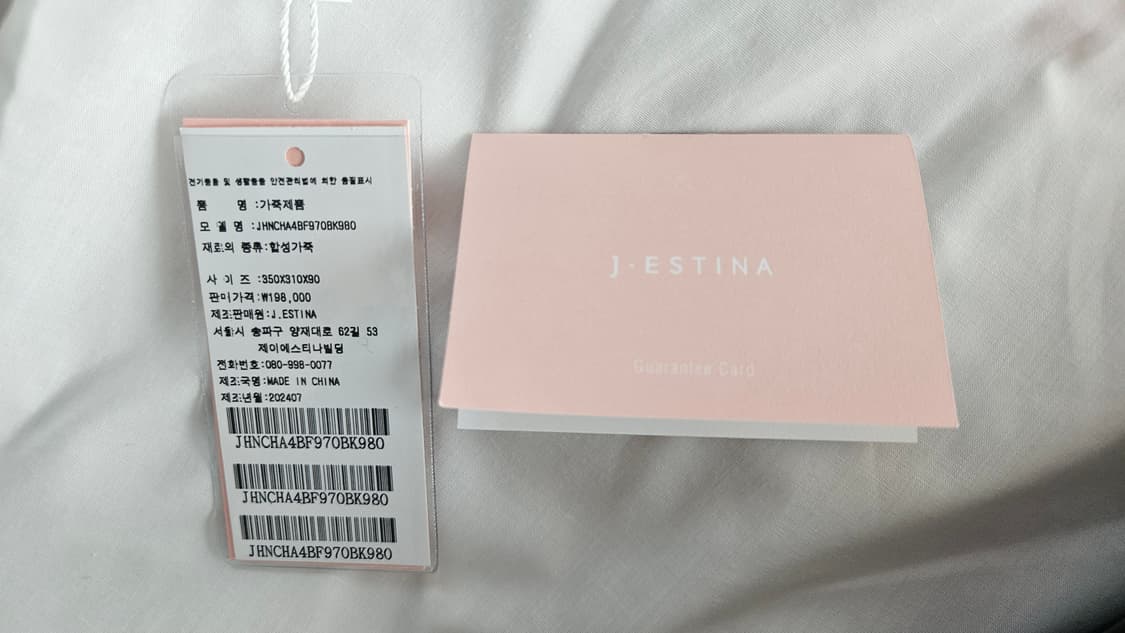 전기용품 및 생활용품 안전관리법에 의한 품질표시
품 명 :가죽제품
모 델 명 :JHNCHA4BF970BK980
재료의 종류:합성가죽
사 이 즈 :350X310X90
판매가격:₩198,000
제조판매원:J.ESTINA
서울시 송파구 양재대로 62길 53
제이에스티나빌딩
전화번호:080-998-0077
제조국명:MADE IN CHINA
제조년월:202407
JHNCHA4BF970BK980
JHNCHA4BF970BK980
JHNCHA4BF970BK980
J·ESTINA
Guarantee Card